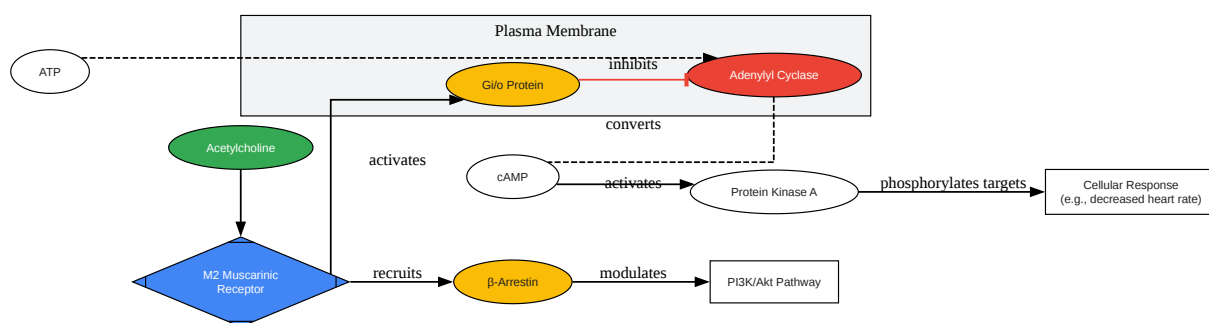 Plasma Membrane
ATP
inhibits
Adenylyl Cyclase
Gi/o Protein
converts
Acetylcholine
activates
cAMP
activates
Protein Kinase A
phosphorylates targets
Cellular Response
(e.g., decreased heart rate)
M2 Muscarinic
Receptor
recruits
β-Arrestin
modulates
PI3K/Akt Pathway